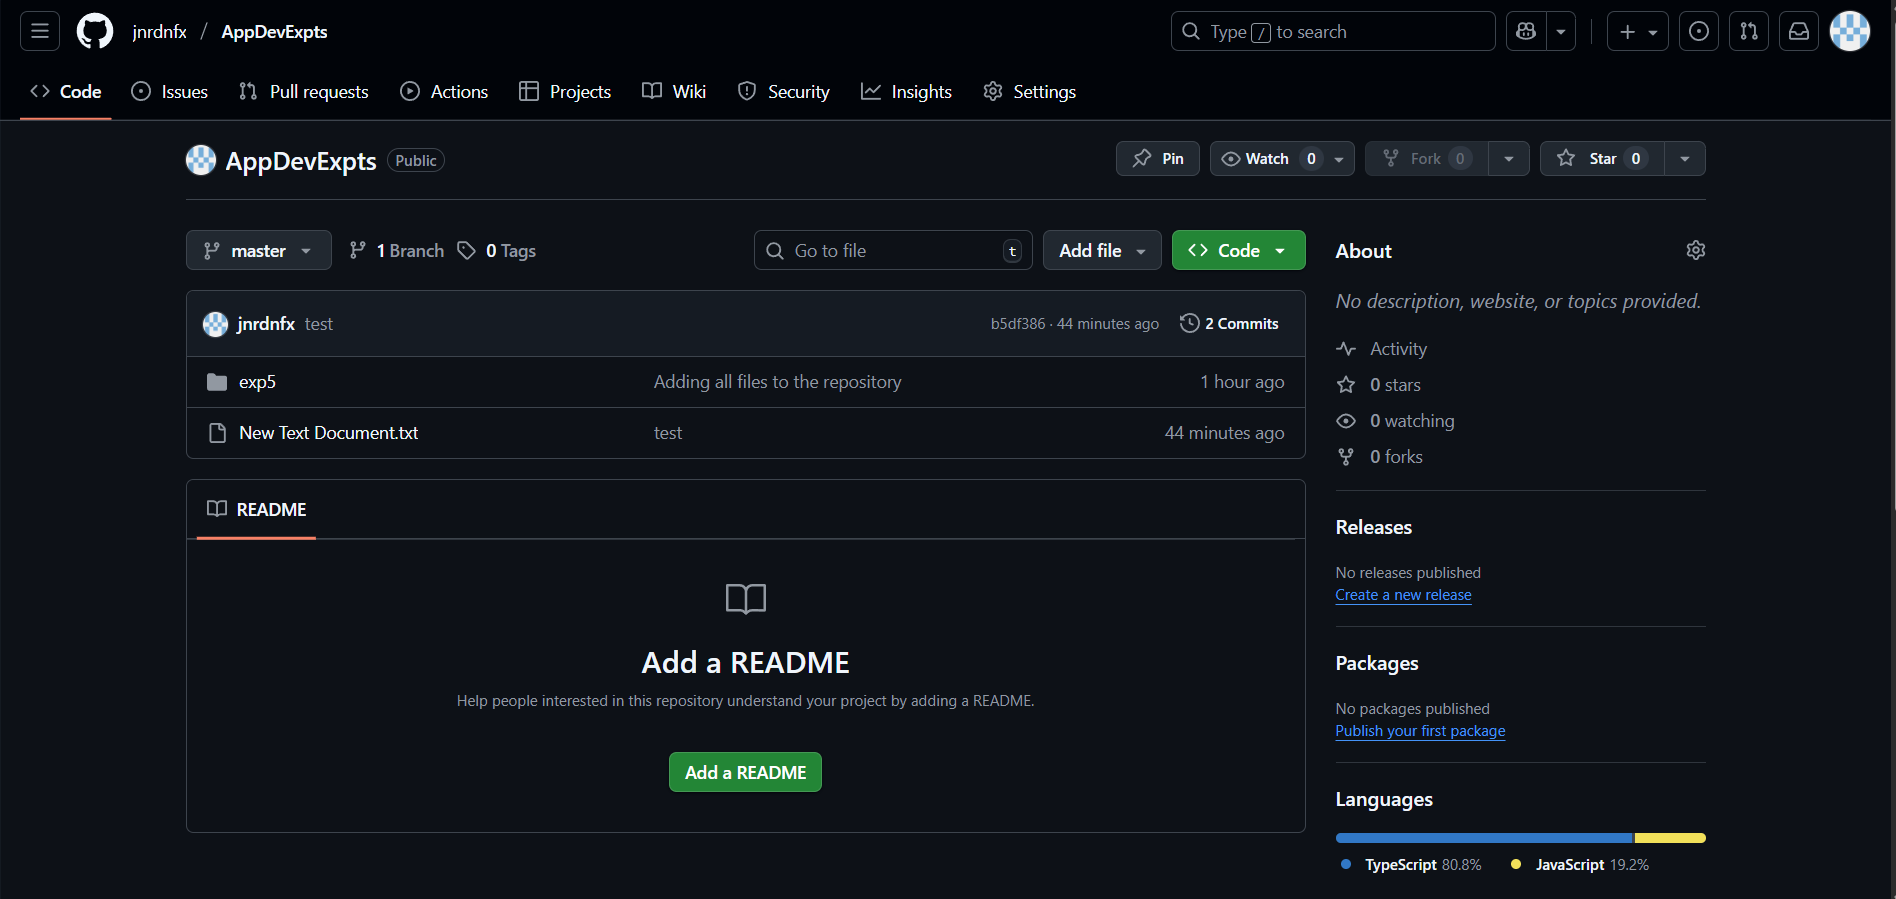 jnrdnfx / AppDevExpts
Type / to search
Code Issues Pull requests Actions Projects Wiki Security Insights Settings
AppDevExpts Public
Pin Watch 0 Fork 0 Star 0
master 1 Branch 0 Tags
Go to file t Add file Code
jnrdnfx test b5df386 · 44 minutes ago 2 Commits
exp5 Adding all files to the repository 1 hour ago
New Text Document.txt test 44 minutes ago
README
Add a README
Help people interested in this repository understand your project by adding a README.
Add a README
About
No description, website, or topics provided.
Activity
0 stars
0 watching
0 forks
Releases
No releases published
Create a new release
Packages
No packages published
Publish your first package
Languages
TypeScript 80.8% JavaScript 19.2%